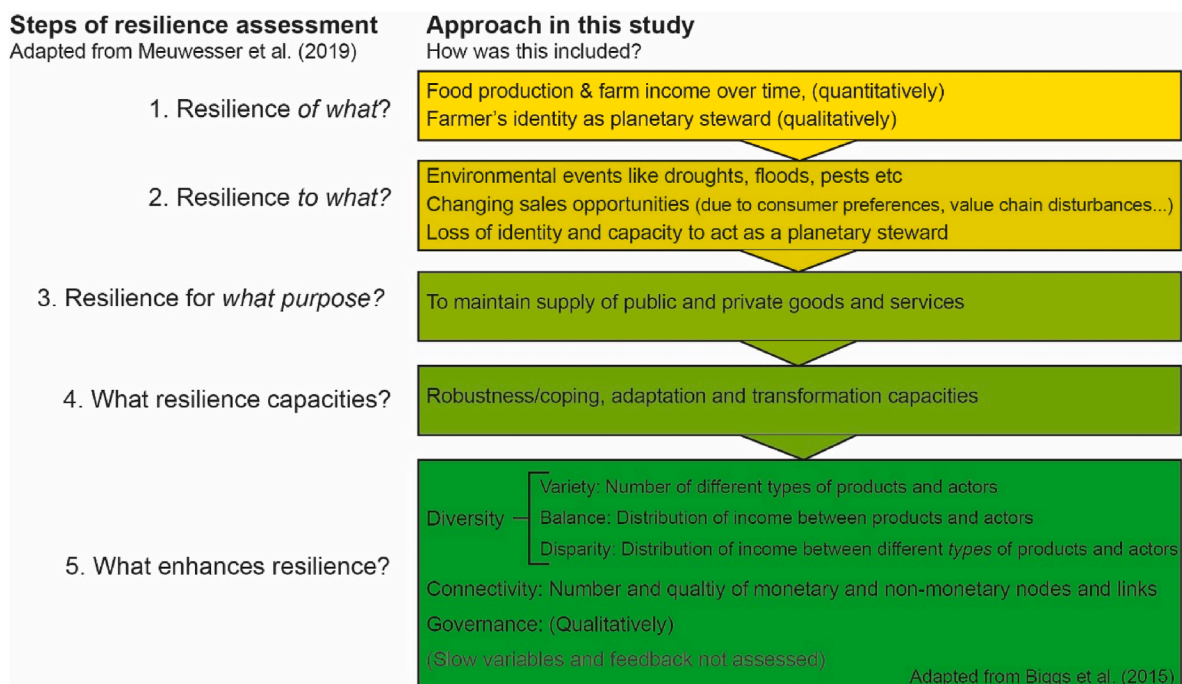 Steps of resilience assessment
Adapted from Meuwesser et al. (2019)
Approach in this study
How was this included?
1. Resilience of what?
Food production & farm income over time, (quantitatively)
Farmer's identity as planetary steward (qualitatively)
2. Resilience to what?
Environmental events like droughts, floods, pests etc
Changing sales opportunities (due to consumer preferences, value chain disturbances...)
Loss of identity and capacity to act as a planetary steward
3. Resilience for what purpose?
To maintain supply of public and private goods and services
4. What resilience capacities?
Robustness/coping, adaptation and transformation capacities
5. What enhances resilience?
Diversity
Variety: Number of different types of products and actors
Balance: Distribution of income between products and actors
Disparity: Distribution of income between different types of products and actors
Connectivity: Number and qualtiy of monetary and non-monetary nodes and links
Governance: (Qualitatively)
(Slow variables and feedback not assessed)
Adapted from Biggs et al. (2015)